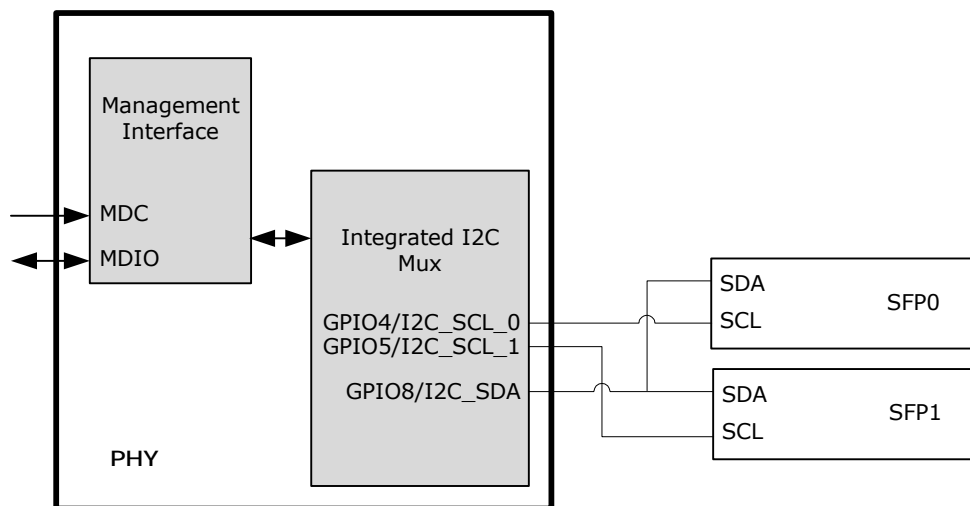 Management
Interface
MDC
MDIO
Integrated I2C
Mux
GPIO4/I2C_SCL_0
GPIO5/I2C_SCL_1
GPIO8/I2C_SDA
PHY
SDA
SFP0
SCL
SDA
SFP1
SCL